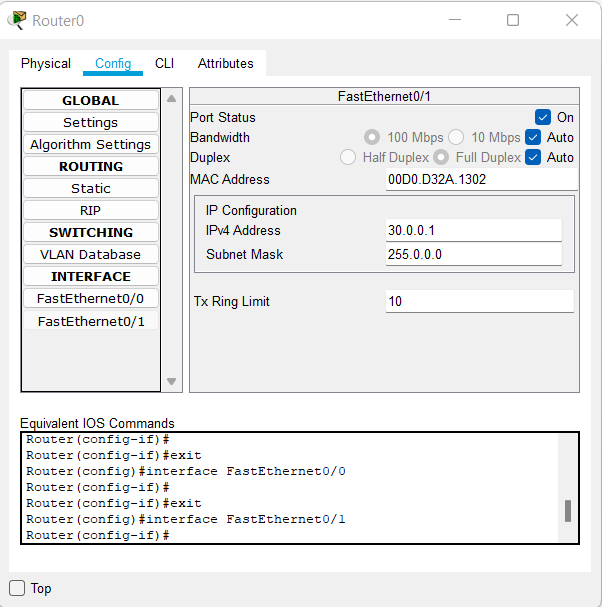 Router0
Physical Config CLI Attributes
GLOBAL
Settings
Algorithm Settings
ROUTING
Static
RIP
SWITCHING
VLAN Database
INTERFACE
FastEthernet0/0
FastEthernet0/1
FastEthernet0/1
Port Status On
Bandwidth 100 Mbps 10 Mbps Auto
Duplex Half Duplex Full Duplex Auto
MAC Address 00D0.D32A.1302
IP Configuration
IPv4 Address 30.0.0.1
Subnet Mask 255.0.0.0
Tx Ring Limit 10
Equivalent IOS Commands
Router(config-if)#
Router(config-if)#exit
Router(config)#interface FastEthernet0/0
Router(config-if)#
Router(config-if)#exit
Router(config)#interface FastEthernet0/1
Router(config-if)#
Top